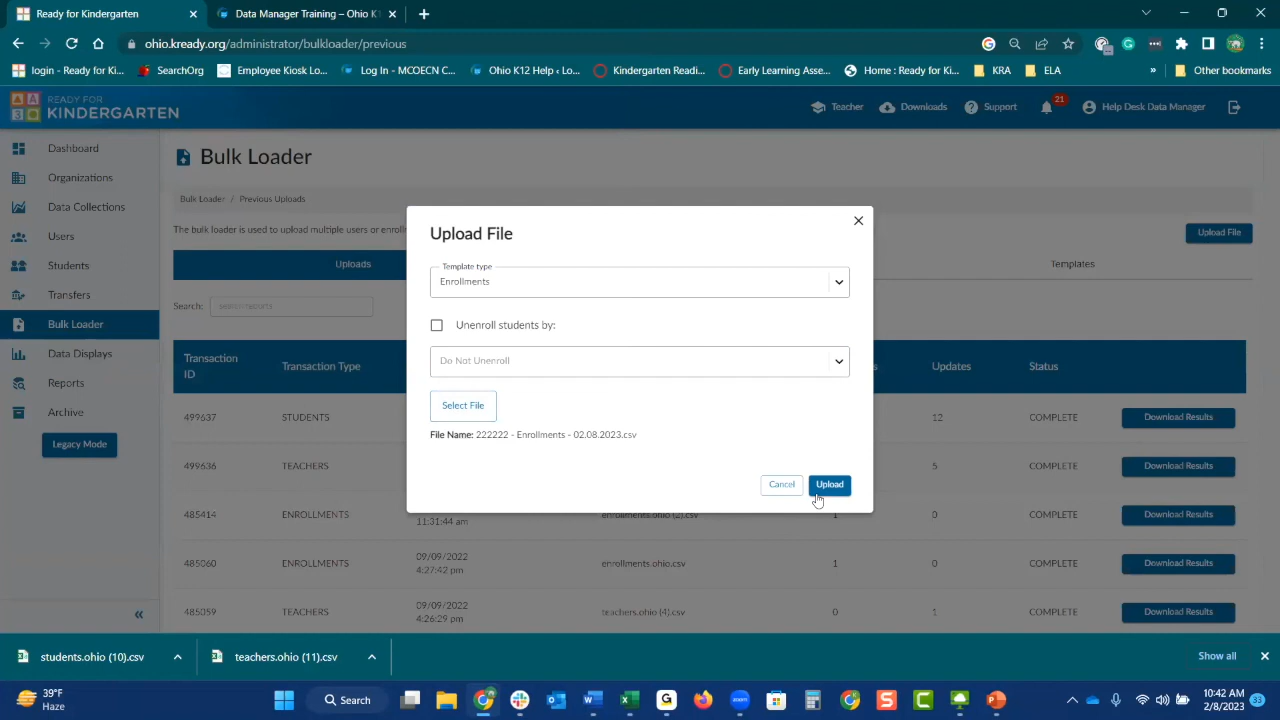 Ready for Kindergarten
Data Manager Training – Ohio K1
ohio.kready.org/administrator/bulkloader/previous
login - Ready for Ki...
SearchOrg
Employee Kiosk Lo...
Log In - MCOECN C...
Ohio K12 Help ‹ Lo...
Kindergarten Readi...
Early Learning Asse...
Home : Ready for Ki...
KRA
ELA
»
Other bookmarks
READY FOR
KINDERGARTEN
Teacher
Downloads
Support
21
Help Desk Data Manager
Dashboard
Organizations
Data Collections
Users
Students
Transfers
Bulk Loader
Data Displays
Reports
Archive
Legacy Mode
«
Bulk Loader
Bulk Loader / Previous Uploads
The bulk loader is used to upload multiple users or enroll
Upload File
Uploads
Templates
Search:
Transaction ID
Transaction Type
s
Updates
Status
499637 STUDENTS 12 COMPLETE Download Results
499636 TEACHERS 5 COMPLETE Download Results
485414 ENROLLMENTS 11:31:44 am enrollments.ohio (2).csv 1 0 COMPLETE Download Results
485060 ENROLLMENTS 09/09/2022 4:27:42 pm enrollments.ohio.csv 1 0 COMPLETE Download Results
485059 TEACHERS 09/09/2022 4:26:29 pm teachers.ohio (4).csv 0 1 COMPLETE Download Results
Upload File
Template type
Enrollments
Unenroll students by:
Do Not Unenroll
Select File
File Name: 222222 - Enrollments - 02.08.2023.csv
Cancel
Upload
students.ohio (10).csv
teachers.ohio (11).csv
Show all
39°F
Haze
Search
10:42 AM
2/8/2023
33